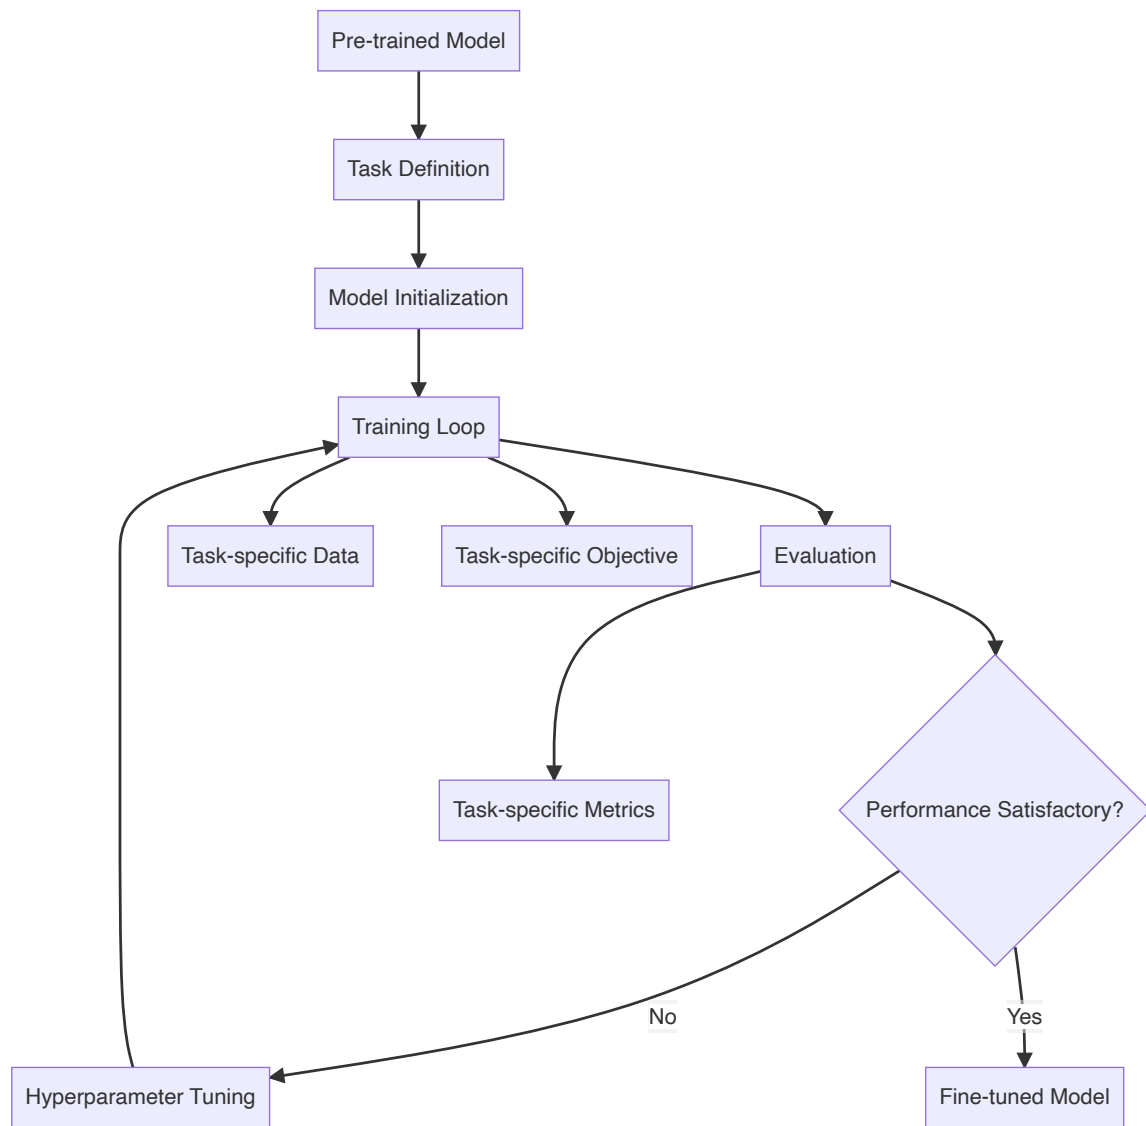 Pre-trained Model
Task Definition
Model Initialization
Training Loop
Task-specific Data
Task-specific Objective
Evaluation
Task-specific Metrics
Performance Satisfactory?
No
Yes
Hyperparameter Tuning
Fine-tuned Model